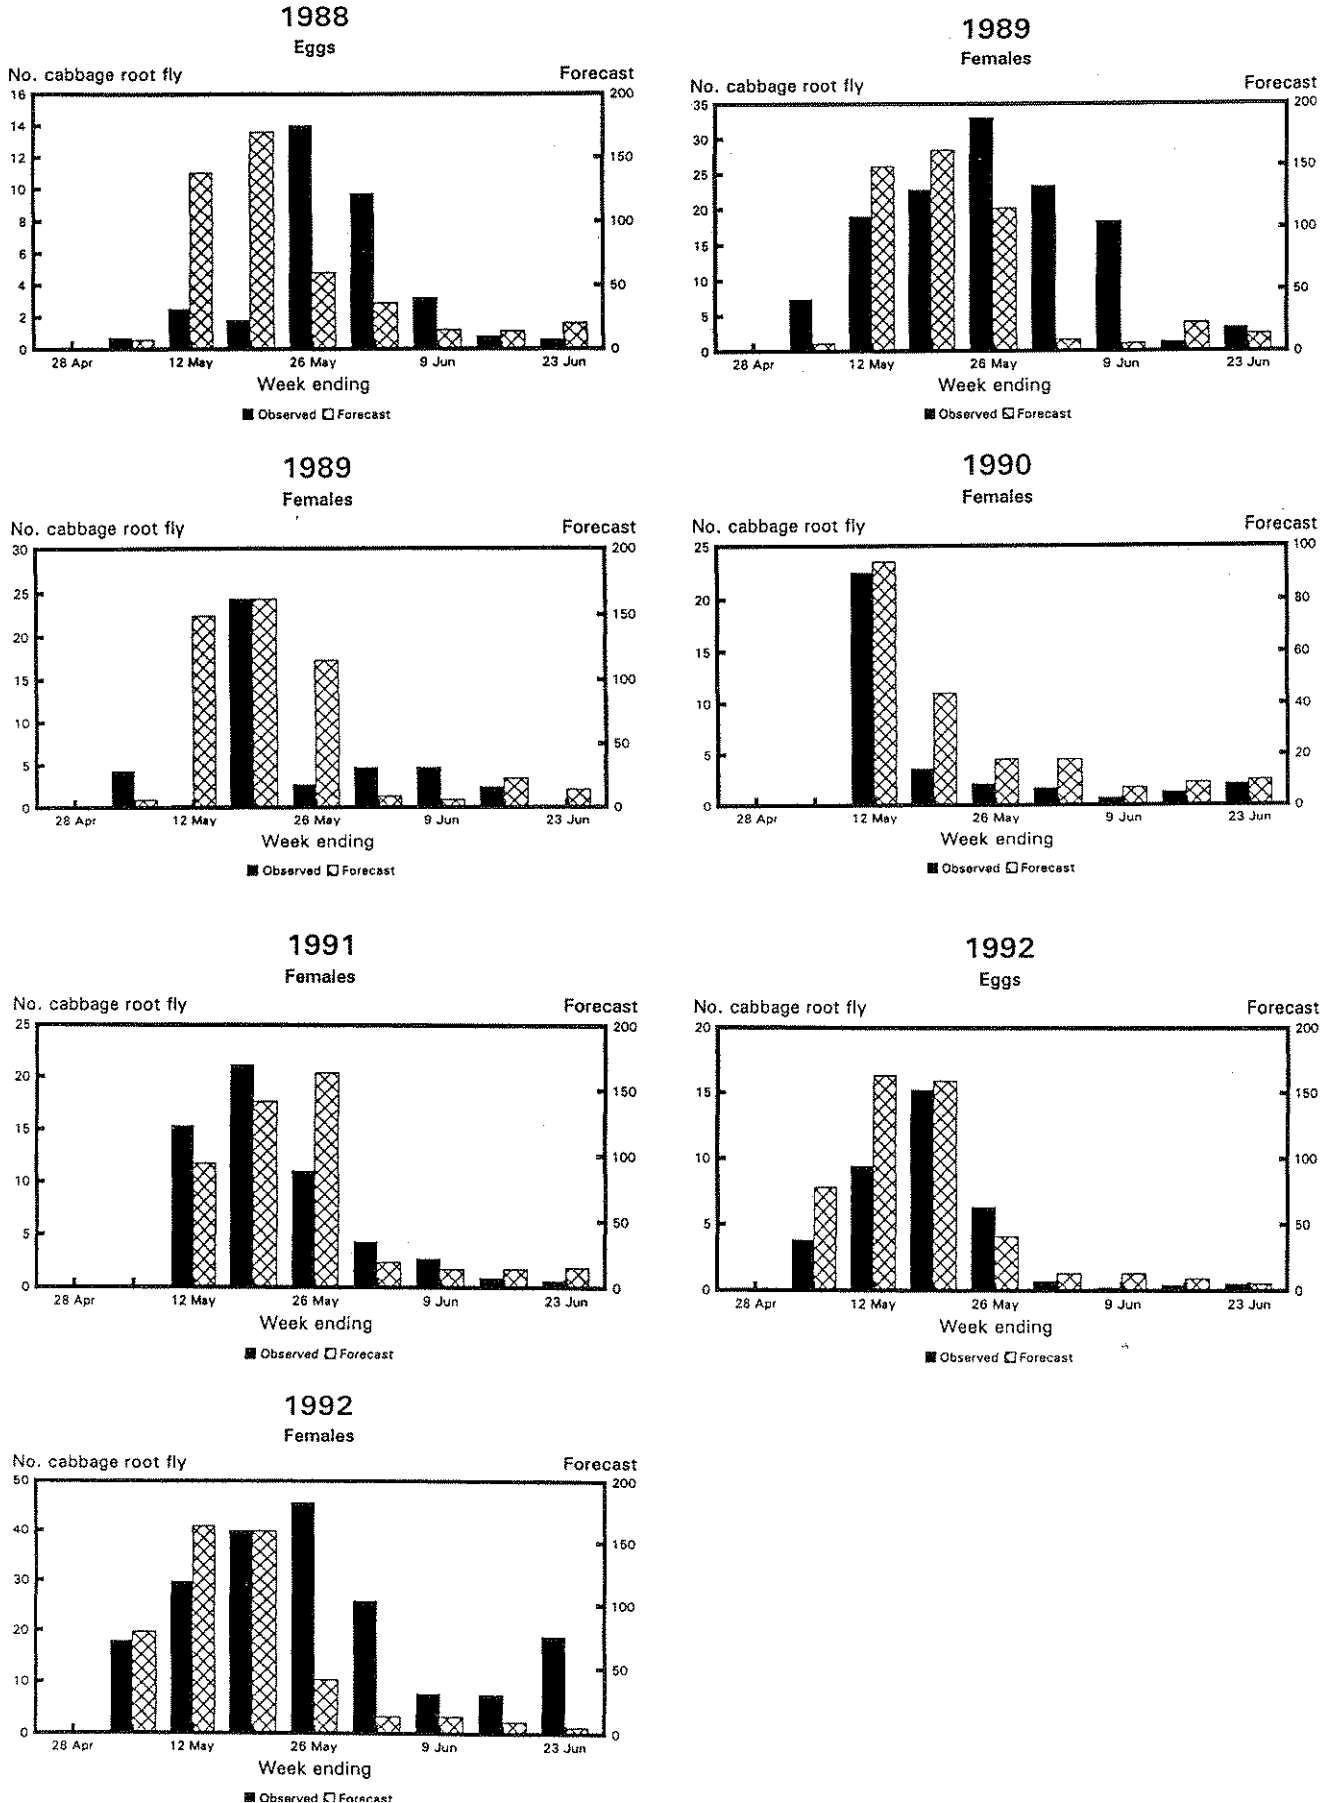 1988
Eggs
No. cabbage root fly Forecast
16 200
14
150
12
10
100
8
6
50
4
2
0 0
28 Apr 12 May 26 May 9 Jun 23 Jun
Week ending
Observed Forecast
1989
Females
No. cabbage root fly Forecast
35 200
30
150
25
20
100
15
10
50
5
0 0
28 Apr 12 May 26 May 9 Jun 23 Jun
Week ending
Observed Forecast
1989
Females
No. cabbage root fly Forecast
30 200
25
150
20
15
100
10
50
5
0 0
28 Apr 12 May 26 May 9 Jun 23 Jun
Week ending
Observed Forecast
1990
Females
No. cabbage root fly Forecast
25 100
20 80
15 60
10 40
5 20
0 0
28 Apr 12 May 26 May 9 Jun 23 Jun
Week ending
Observed Forecast
1991
Females
No. cabbage root fly Forecast
25 200
20
150
15
100
10
5 50
0 0
28 Apr 12 May 26 May 9 Jun 23 Jun
Week ending
Observed Forecast
1992
Eggs
No. cabbage root fly Forecast
20 200
15 150
10 100
5 50
0 0
28 Apr 12 May 26 May 9 Jun 23 Jun
Week ending
Observed Forecast
1992
Females
No. cabbage root fly Forecast
50 200
40
150
30
100
20
50
10
0 0
28 Apr 12 May 26 May 9 Jun 23 Jun
Week ending
Observed Forecast